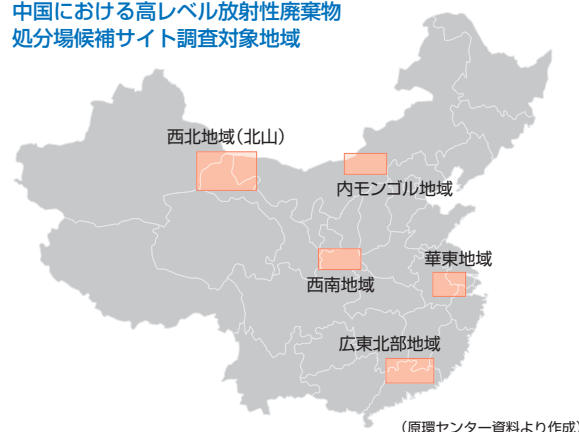 中国における高レベル放射性廃棄物
処分場候補サイト調査対象地域
西北地域(北山)
内モンゴル地域
華東地域
西南地域
広東北部地域
(原環センター資料より作成)